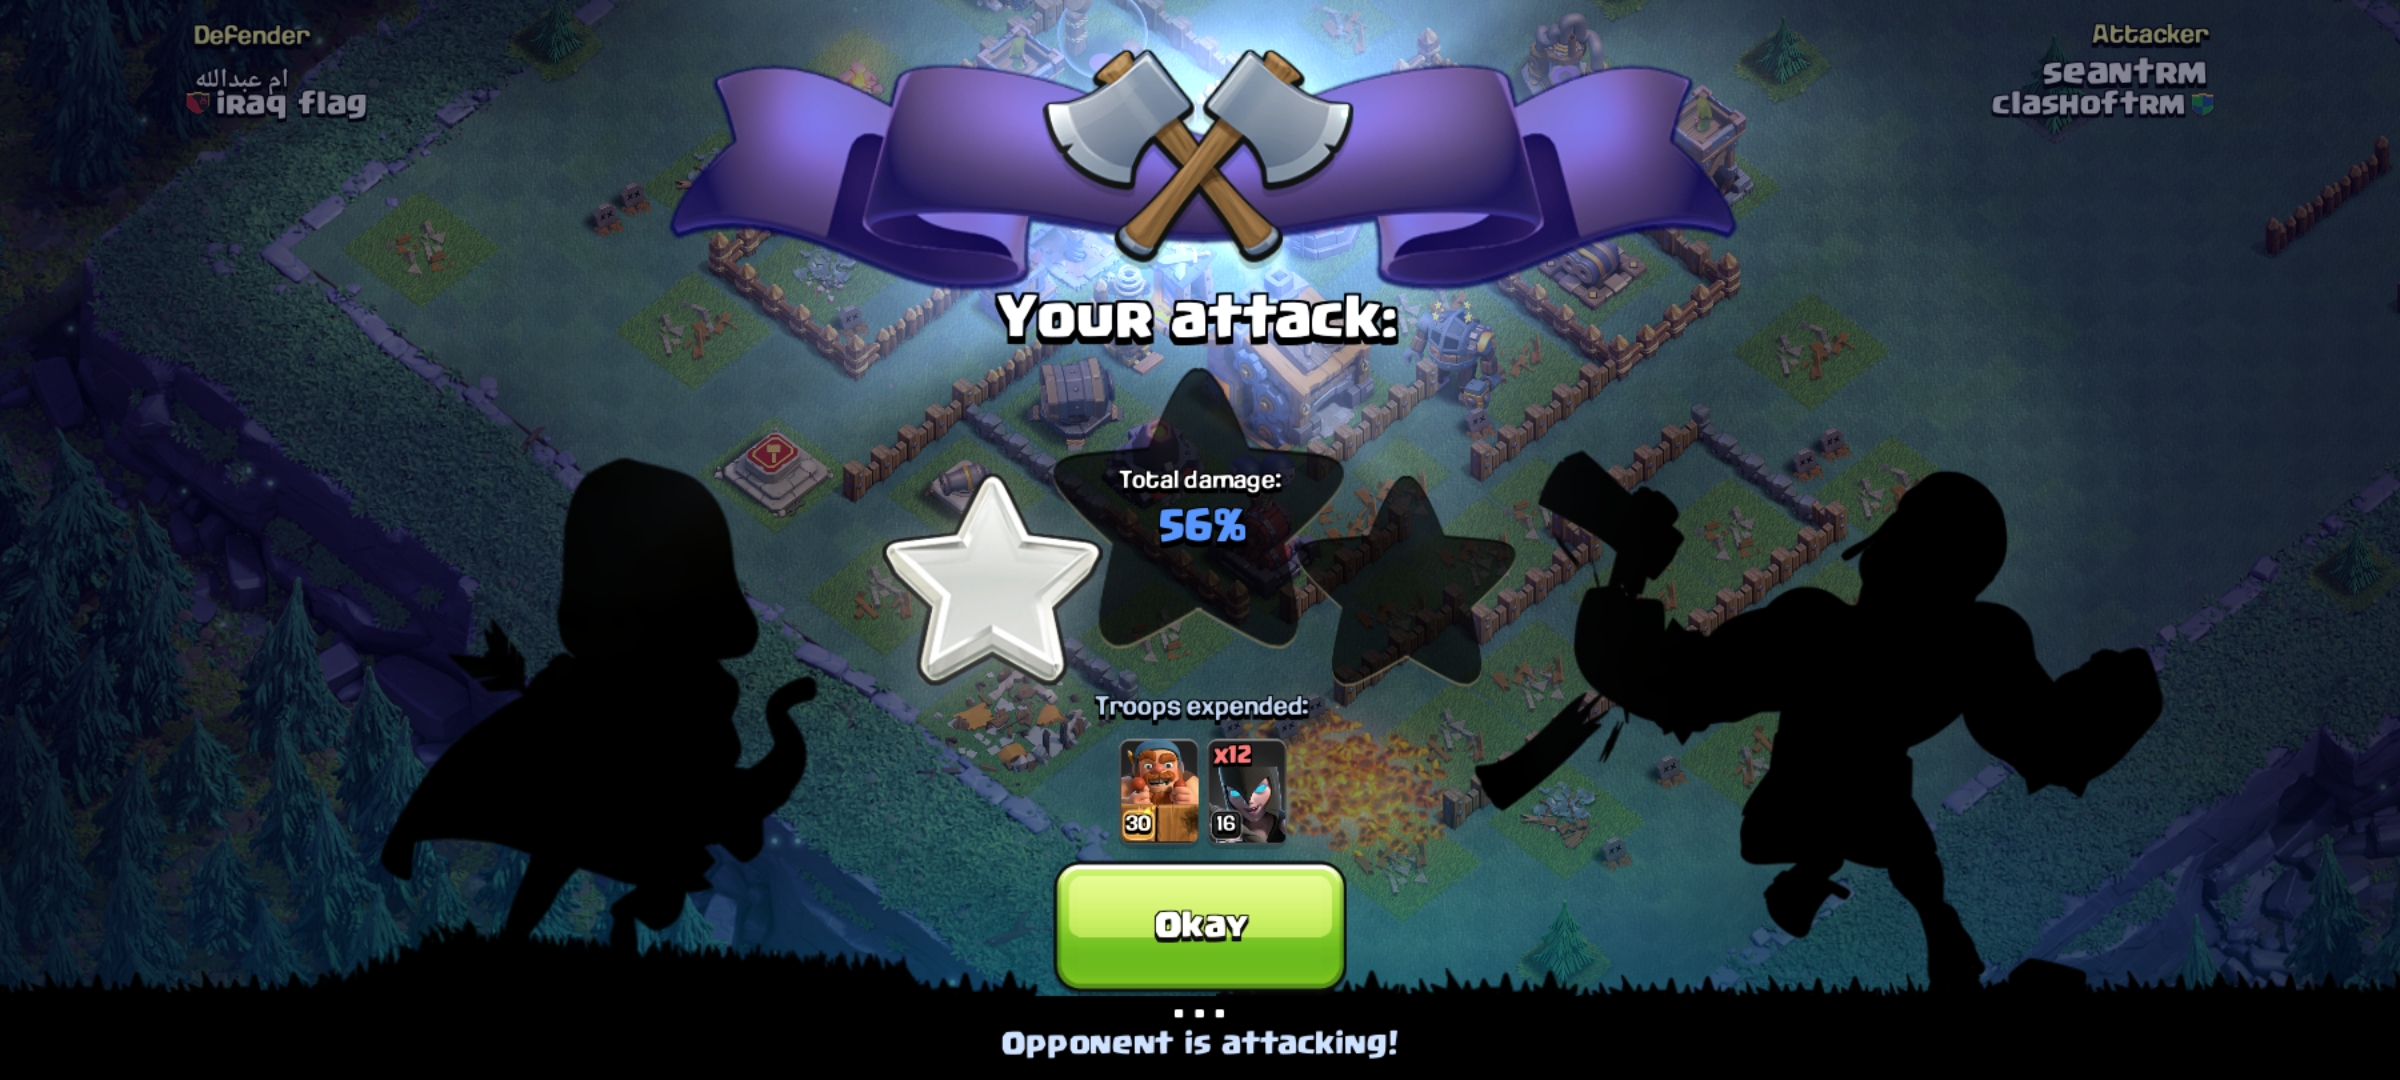 Defender
ام عبدالله
iraq flag
Attacker
seantrm
clashoftrm
Your attack:
Total damage:
56%
Troops expended:
x12
30
16
Okay
...
Opponent is attacking!